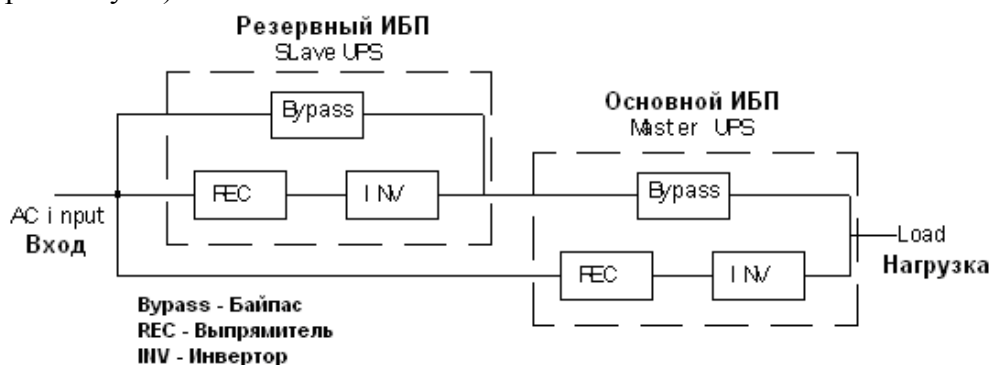 Резервный ИБП
SLave UPS
Bypass
Основной ИБП
Master UPS
REC
INV
Bypass
AC input
Вход
Load
Нагрузка
REC
INV
Bypass - Байпас
REC - Выпрямитель
INV - Инвертор